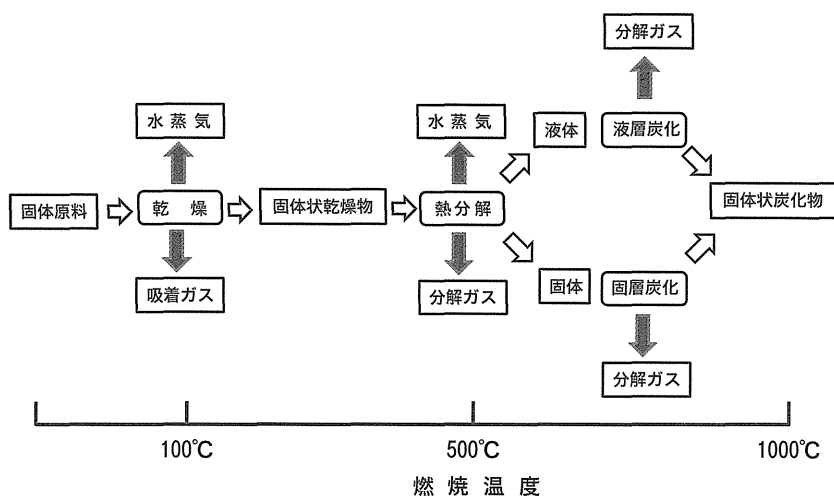 分解ガス
水蒸気
水蒸気
液体
液層炭化
固体原料
乾燥
固体状乾燥物
熱分解
固体状炭化物
吸着ガス
分解ガス
固体
固層炭化
分解ガス
100℃
500℃
1000℃
燃焼温度